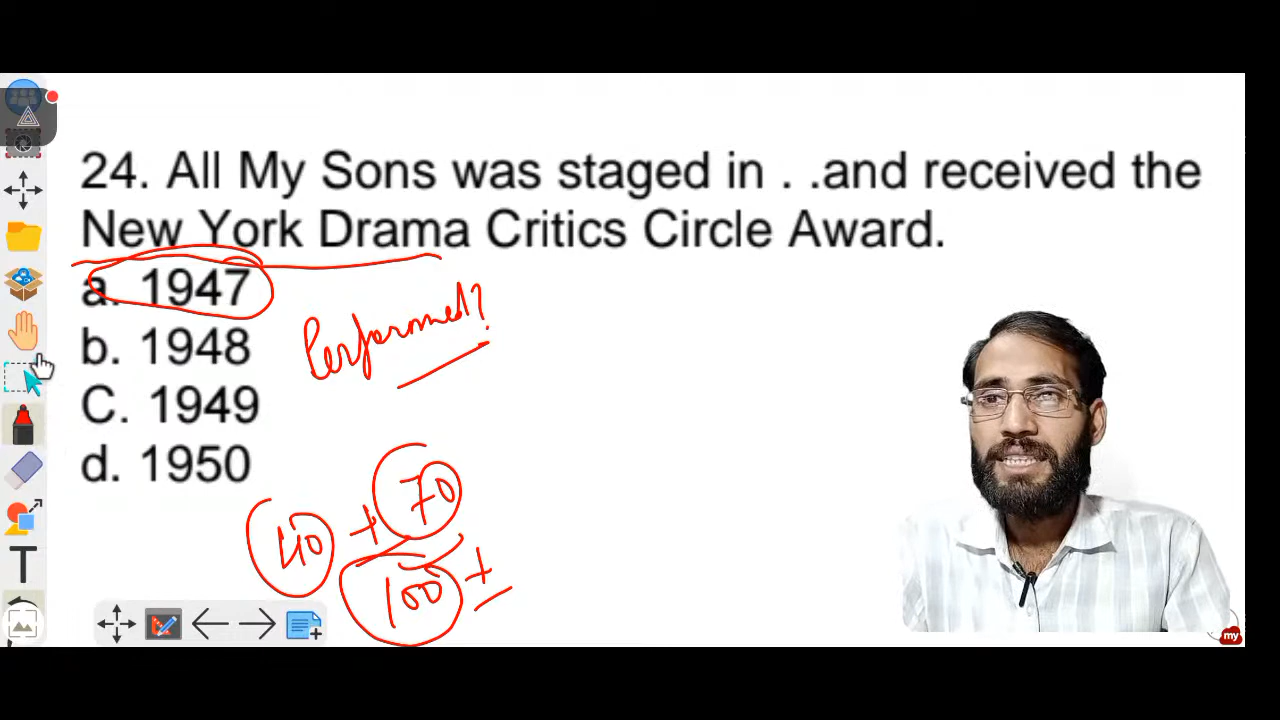 24. All My Sons was staged in . .and received the
New York Drama Critics Circle Award.
a. 1947
Performed?
b. 1948
C. 1949
d. 1950
40 + 70
100 +
T
my